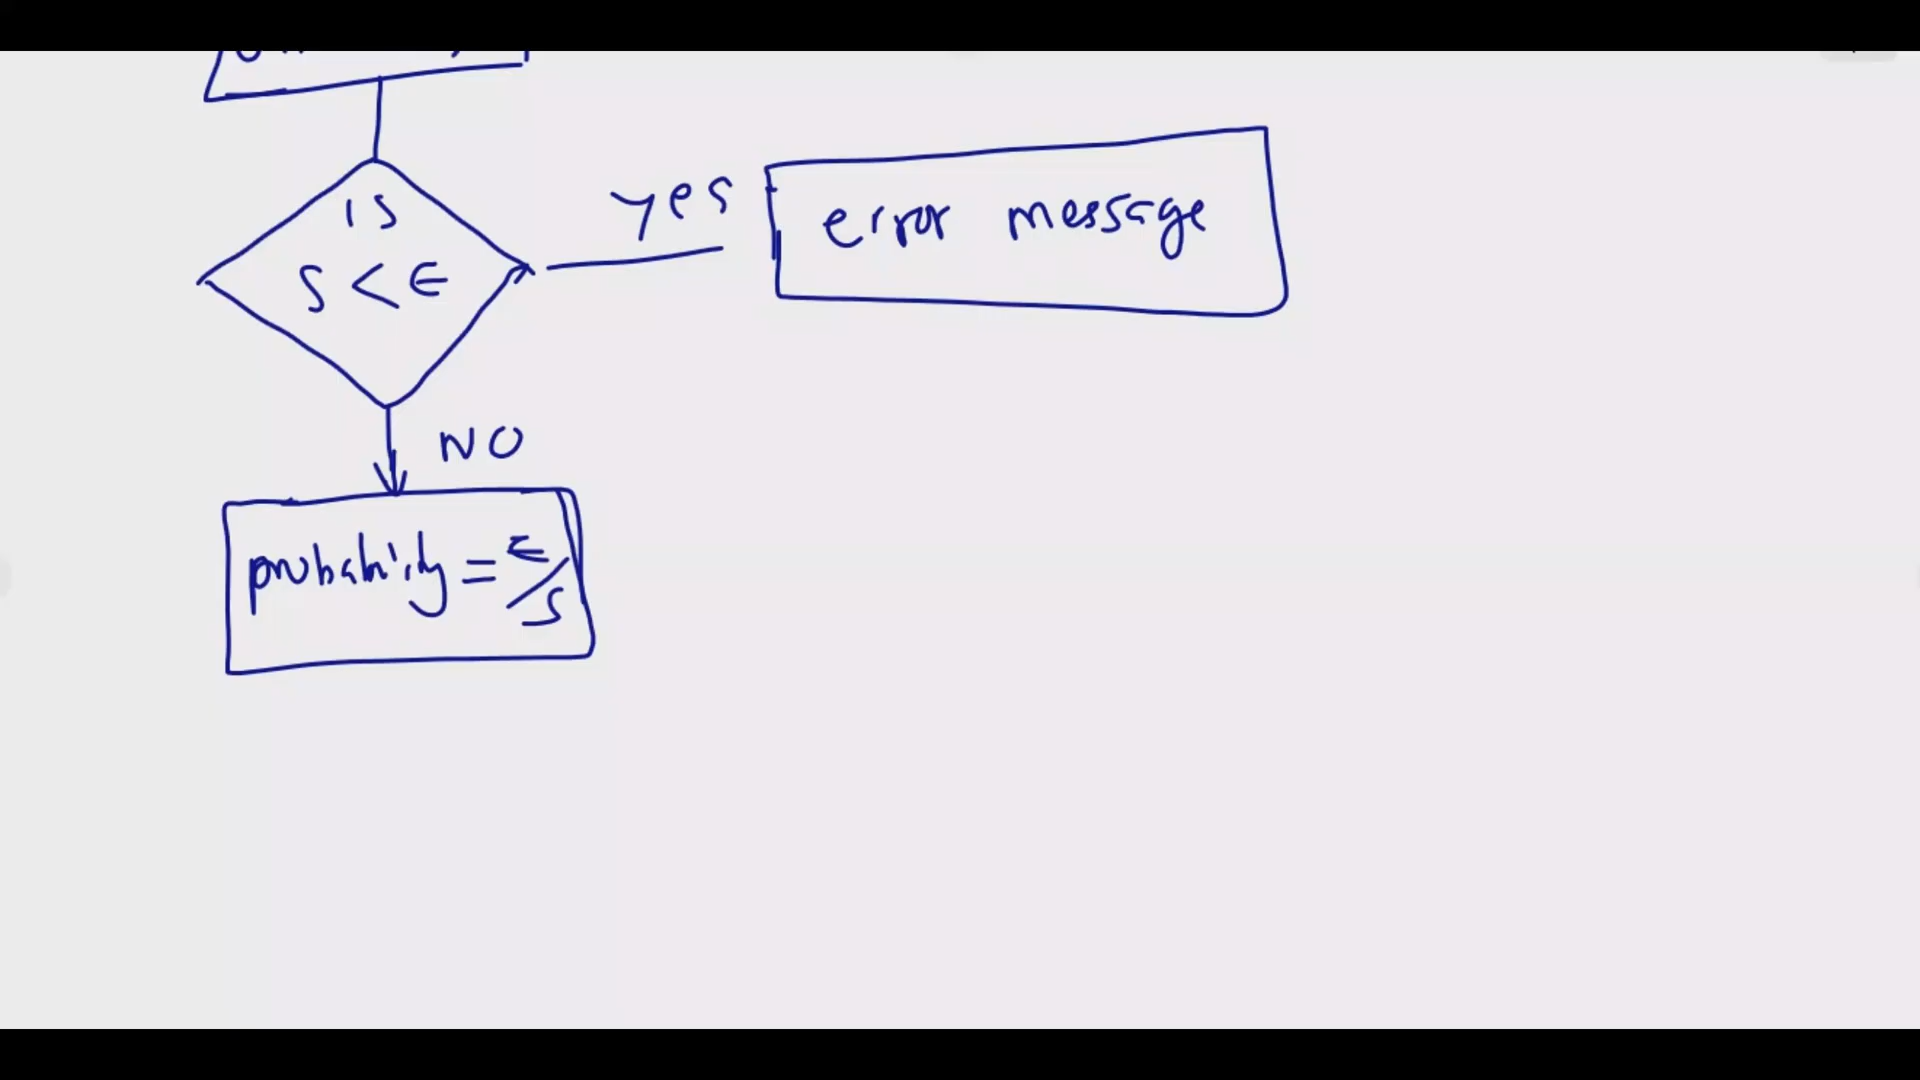 is
S < E
yes
error message
NO
probability = E/S